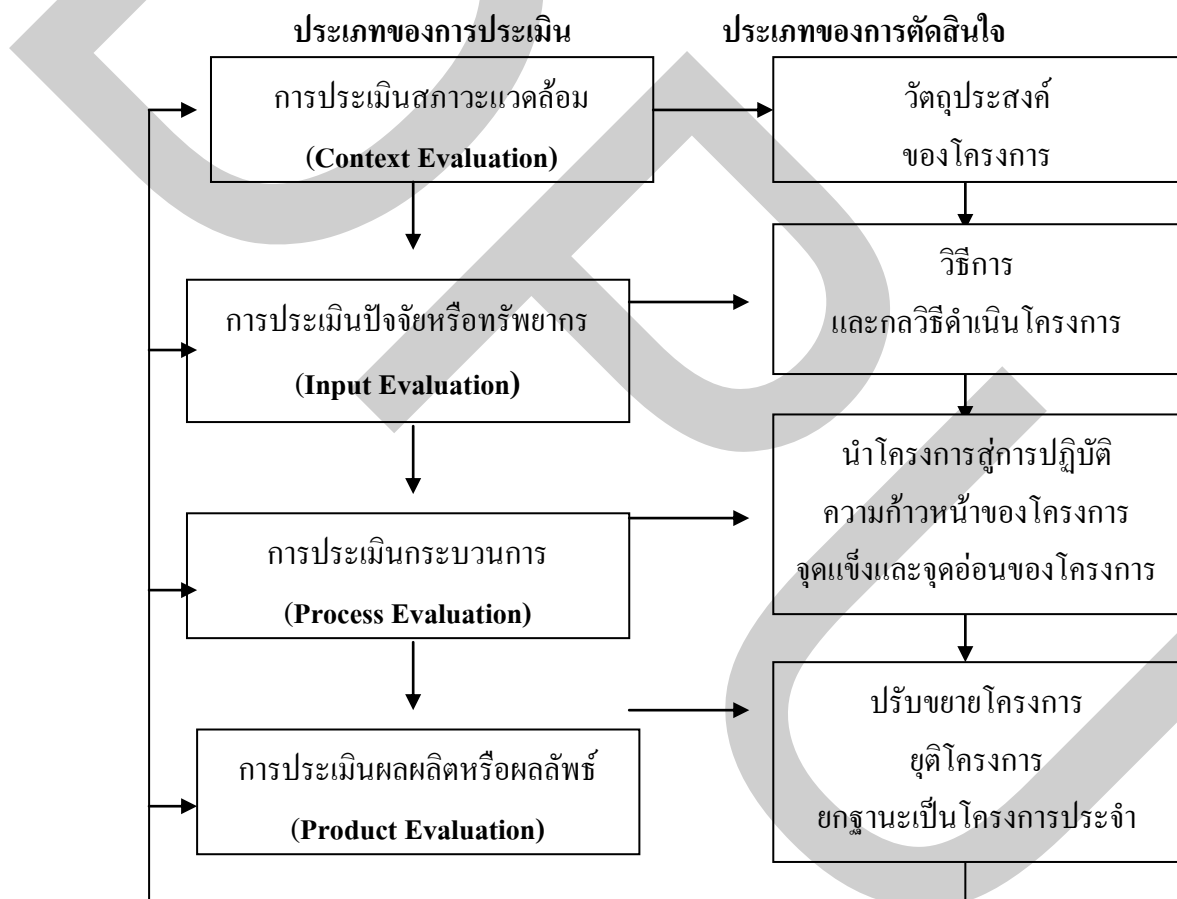 ประเภทของการประเมิน
ประเภทของการตัดสินใจ
การประเมินสภาวะแวดล้อม
(Context Evaluation)
วัตถุประสงค์
ของโครงการ
การประเมินปัจจัยหรือทรัพยากร
(Input Evaluation)
วิธีการ
และกลวิธีดำเนินโครงการ
การประเมินกระบวนการ
(Process Evaluation)
นำโครงการสู่การปฏิบัติ
ความก้าวหน้าของโครงการ
จุดแข็งและจุดอ่อนของโครงการ
การประเมินผลผลิตหรือผลลัพธ์
(Product Evaluation)
ปรับขยายโครงการ
ยุติโครงการ
ยกฐานะเป็นโครงการประจำ